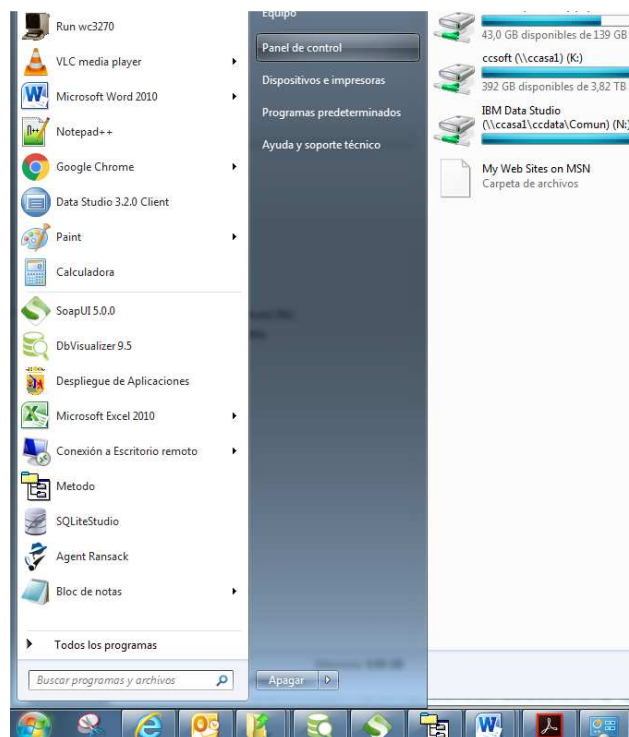 Run wc3270
VLC media player
Microsoft Word 2010
Notepad++
Google Chrome
Data Studio 3.2.0 Client
Paint
Calculadora
SoapUI 5.0.0
DbVisualizer 9.5
Despliegue de Aplicaciones
Microsoft Excel 2010
Conexión a Escritorio remoto
Metodo
SQLiteStudio
Agent Ransack
Bloc de notas
Todos los programas
Buscar programas y archivos
Equipo
Panel de control
Dispositivos e impresoras
Programas predeterminados
Ayuda y soporte técnico
Apagar
43,0 GB disponibles de 139 GB
ccsoft (\\ccasa1) (K:)
392 GB disponibles de 3,82 TB
IBM Data Studio
(\\ccasa1\ccdata\Comun) (N:)
My Web Sites on MSN
Carpeta de archivos